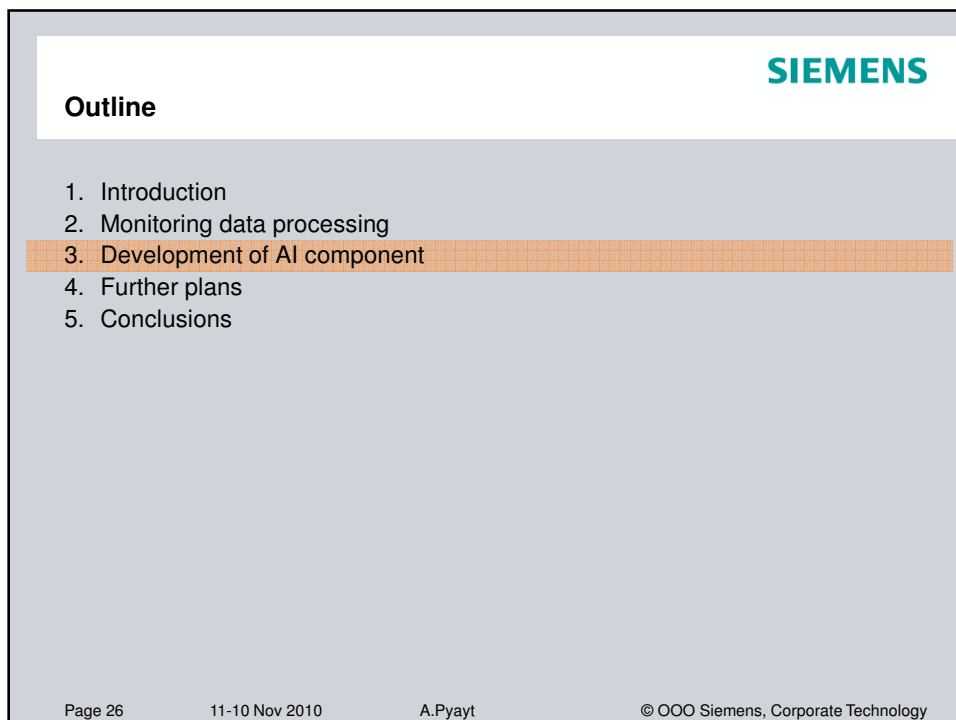 SIEMENS
Outline
1. Introduction
2. Monitoring data processing
3. Development of AI component
4. Further plans
5. Conclusions
Page 26 11-10 Nov 2010 A.Pyayt © OOO Siemens, Corporate Technology